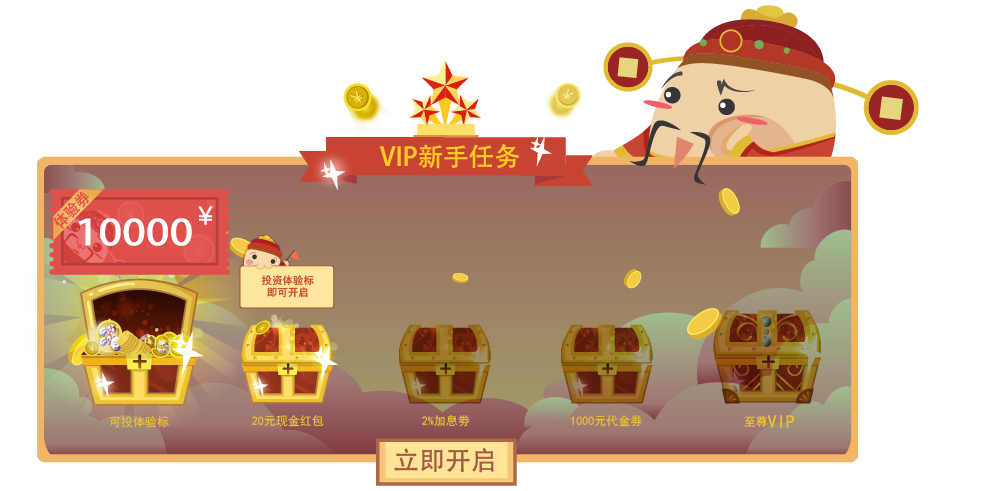 VIP新手任务
体验券
10000¥
投资体验标
即可开启
可投体验标
20元现金红包
2%加息劵
1000元代金券
至尊VIP
立即开启